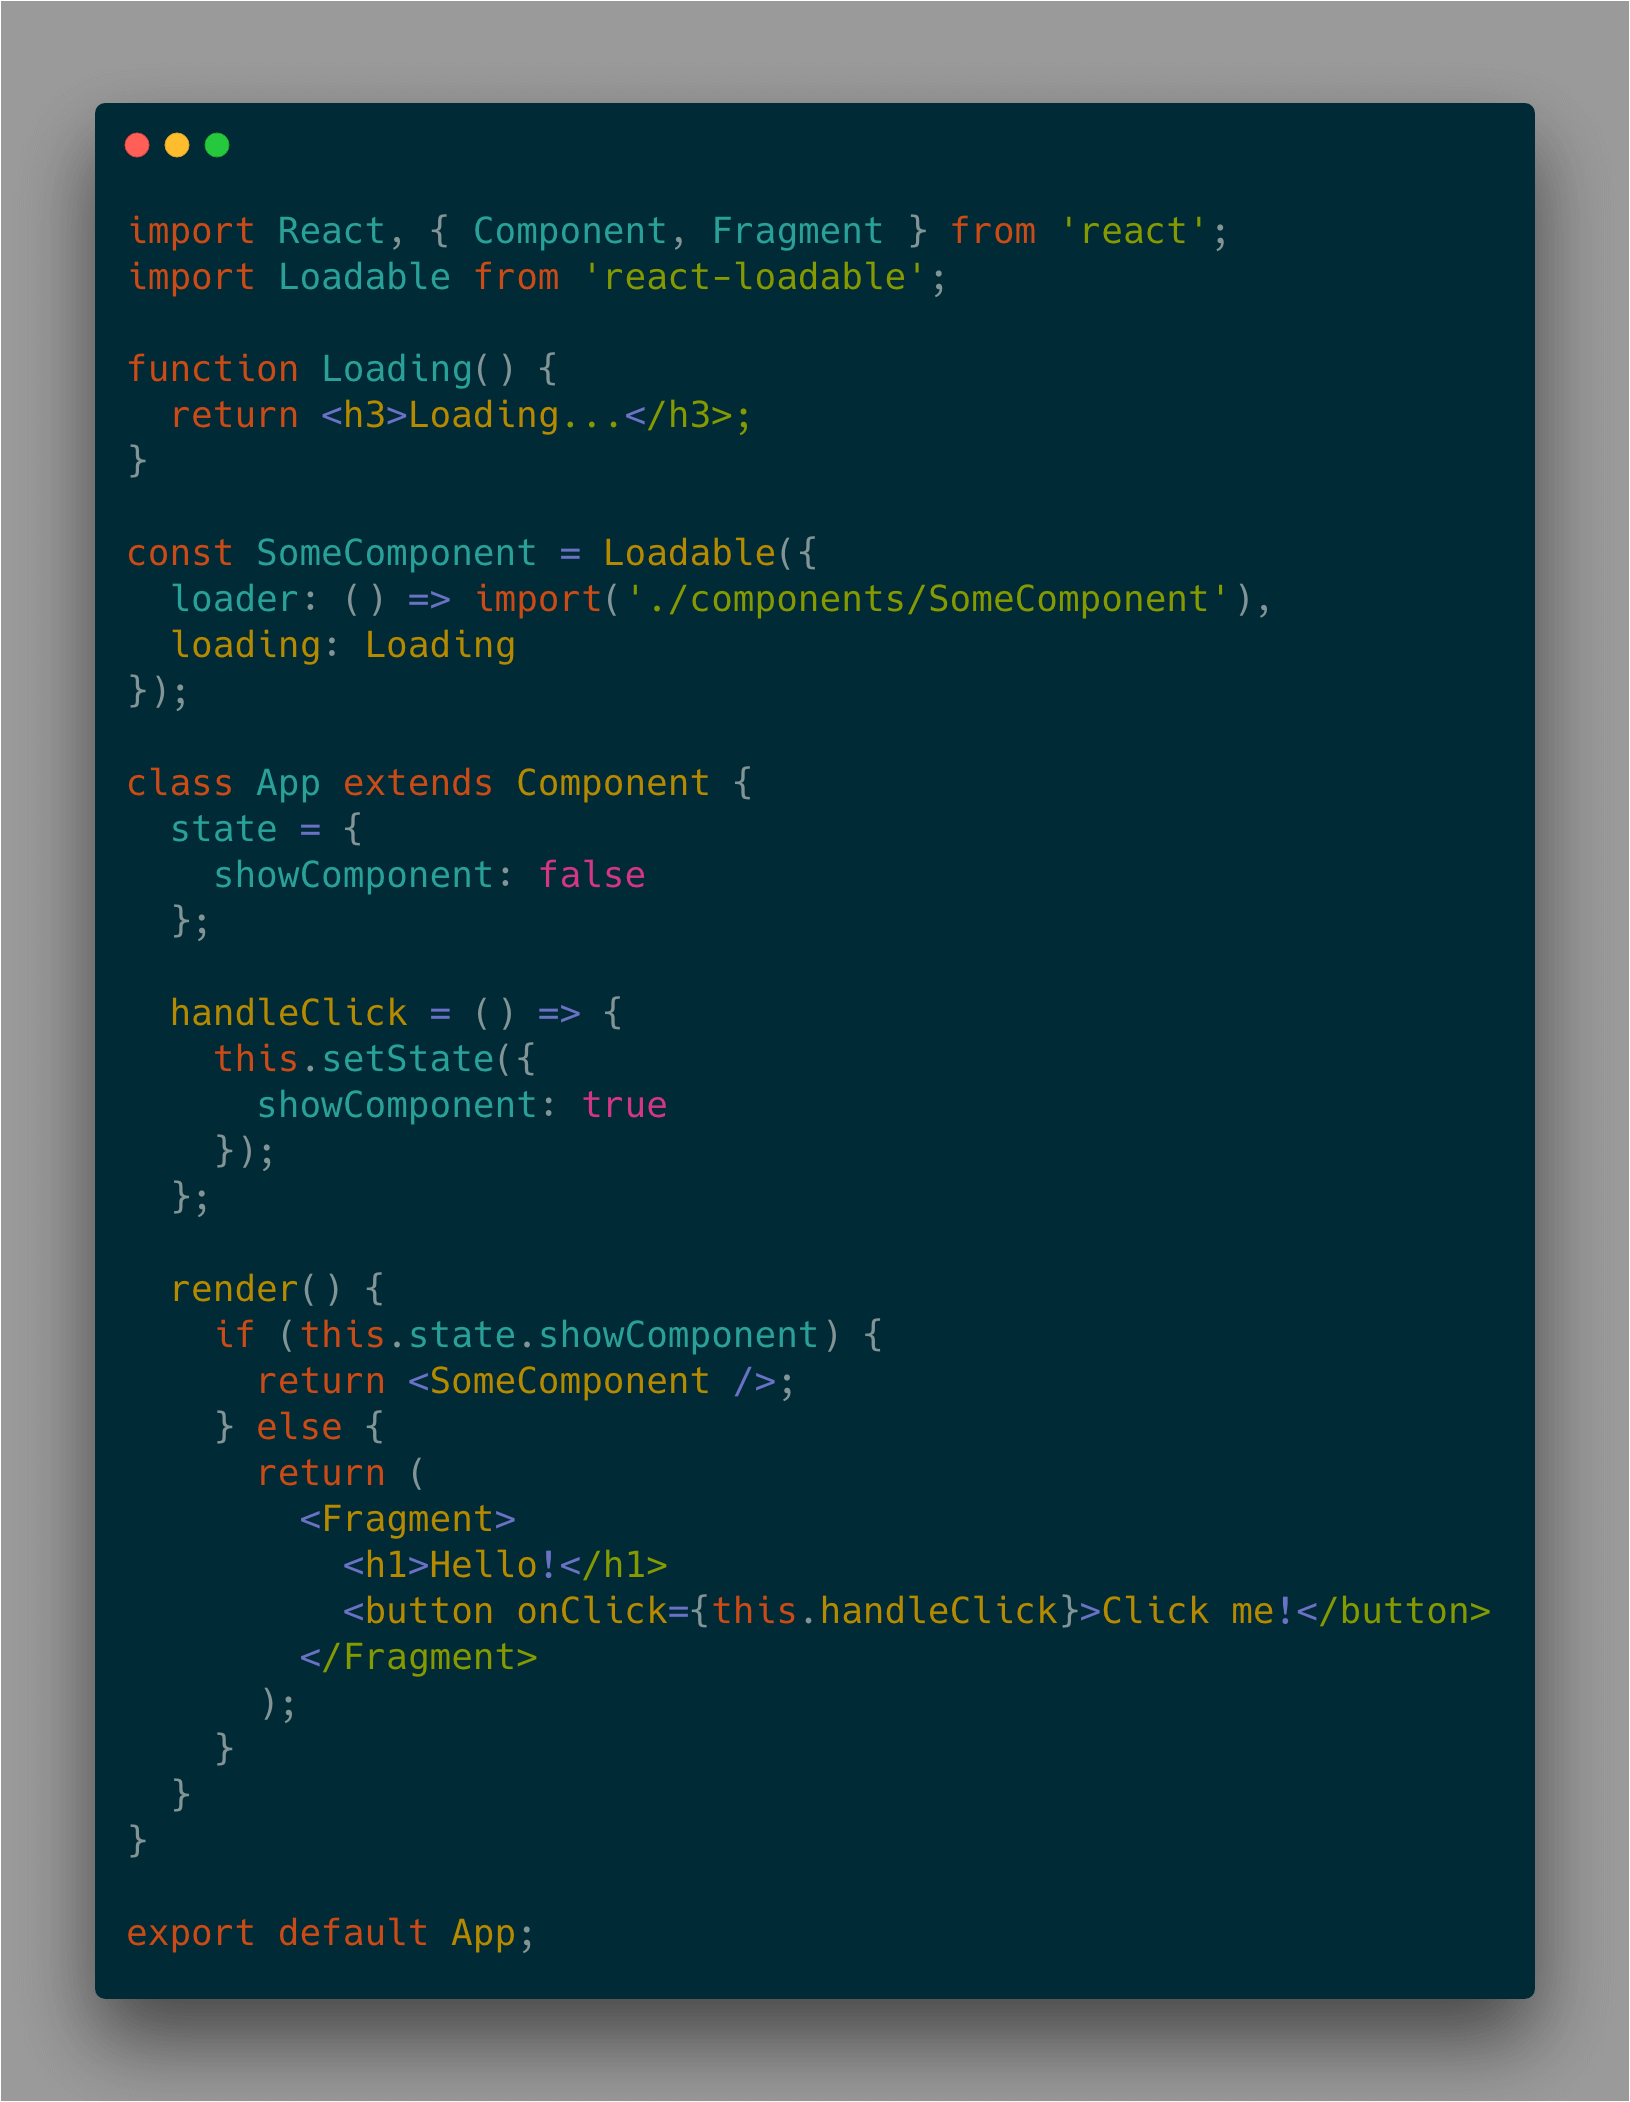 import React, { Component, Fragment } from 'react';
import Loadable from 'react-loadable';

function Loading() {
  return <h3>Loading...</h3>;
}

const SomeComponent = Loadable({
  loader: () => import('./components/SomeComponent'),
  loading: Loading
});

class App extends Component {
  state = {
    showComponent: false
  };

  handleClick = () => {
    this.setState({
      showComponent: true
    });
  };

  render() {
    if (this.state.showComponent) {
      return <SomeComponent />;
    } else {
      return (
        <Fragment>
          <h1>Hello!</h1>
          <button onClick={this.handleClick}>Click me!</button>
        </Fragment>
      );
    }
  }
}

export default App;